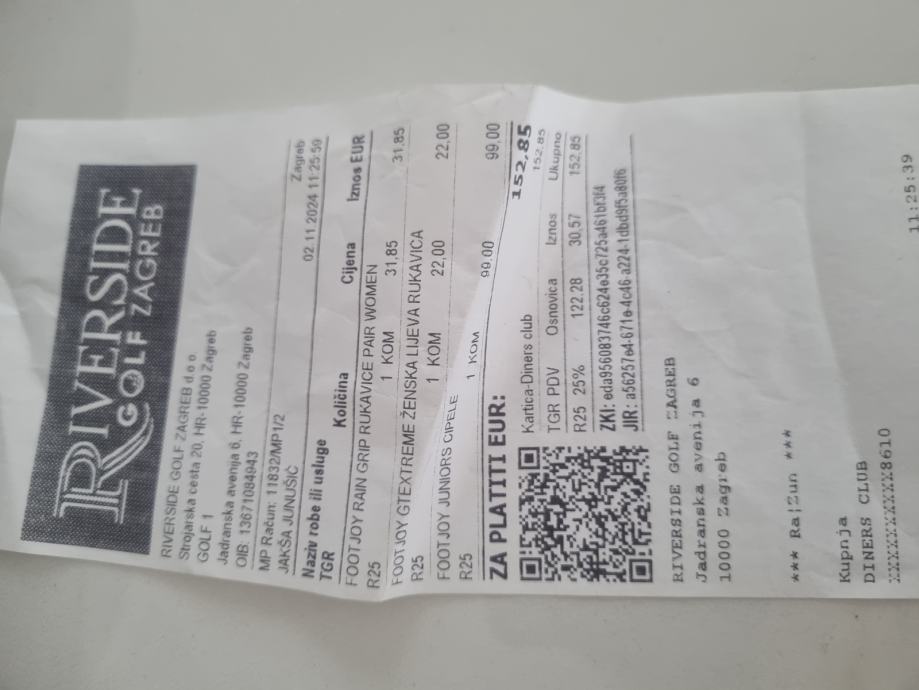 RIVERSIDE
GOLF ZAGREB
RIVERSIDE GOLF ZAGREB d.o.o.
Strojarska cesta 20, HR-10000 Zagreb
GOLF 1
Jadranska avenija 6, HR-10000 Zagreb
OIB: 13671084943
MP Račun: 11832/MP1/2
JAKŠA JUNUŠIĆ Zagreb
02.11.2024 11:25:59
Naziv robe ili usluge
TGR Količina Cijena Iznos EUR
FOOTJOY RAIN GRIP RUKAVICE PAIR WOMEN
R25 1 KOM 31,85 31,85
FOOTJOY GTEXTREME ŽENSKA LIJEVA RUKAVICA
R25 1 KOM 22,00 22,00
FOOTJOY JUNIORS CIPELE
R25 1 KOM 99,00 99,00
ZA PLATITI EUR: 152,85
Kartica-Diners club 152,85
TGR PDV Osnovica Iznos Ukupno
R25 25% 122,28 30,57 152,85
ZKI: eda956083746c624e35c725a461bf3f4
JIR: a56257e4-671e-4c46-a224-1dbd9f5a80f6
RIVERSIDE GOLF ZAGREB
Jadranska avenija 6
10000 Zagreb
*** Račun ***
Kupnja
DINERS CLUB
XXXXXXXXXX8610
11:25:39